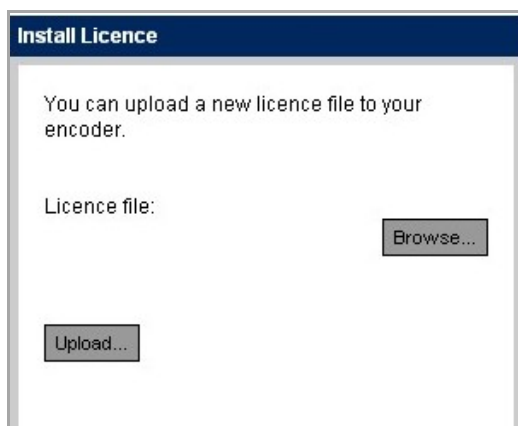 Install Licence
You can upload a new licence file to your
encoder.
Licence file:
Browse...
Upload...